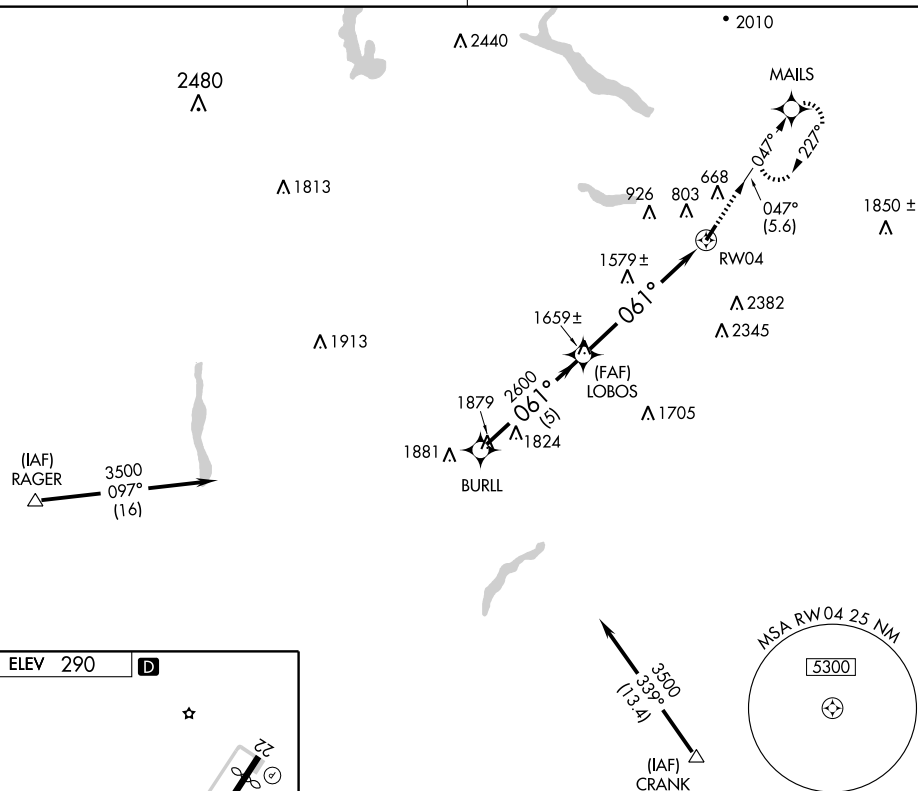 2010
2440
MAILS
2480
047°
227°
1813
668
926
803
047°
(5.6)
1850 ±
RW04
1579 ±
061°
2382
1659 ±
2345
1913
(FAF)
LOBOS
2600
061°
(5)
1879
1705
1824
1881
BURLL
(IAF)
RAGER
3500
097°
(16)
MSA RW04 25 NM
5300
ELEV 290
D
3500
339°
(13.4)
22
P
(IAF)
CRANK